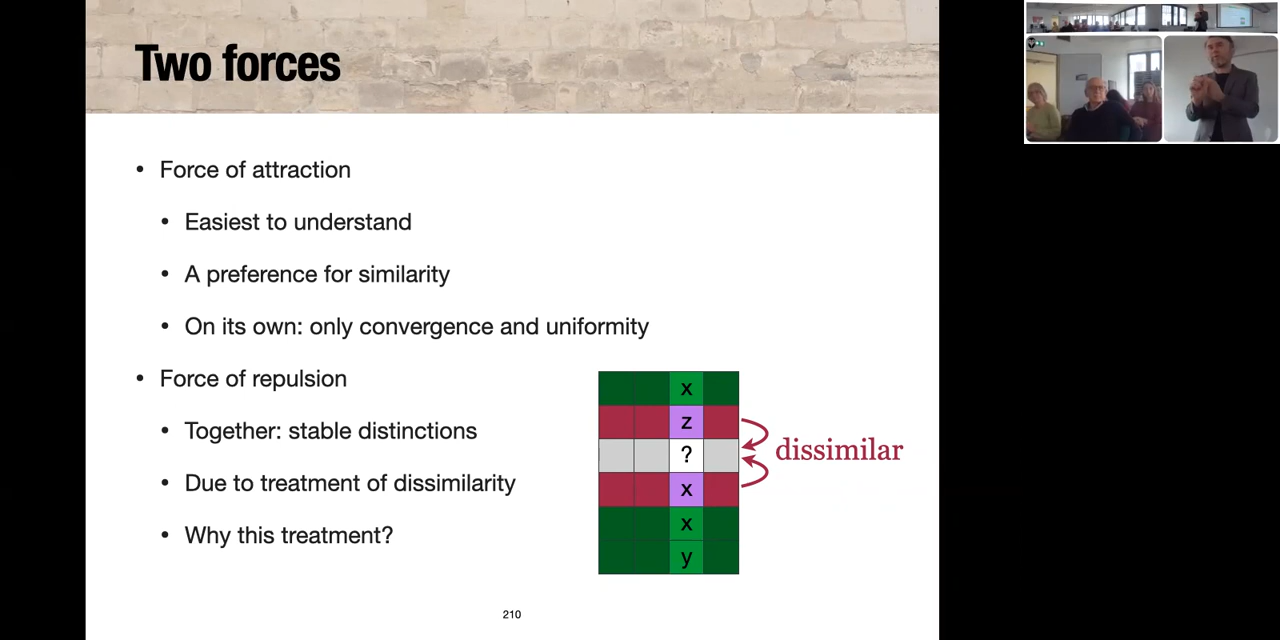 Two forces
• Force of attraction
• Easiest to understand
• A preference for similarity
• On its own: only convergence and uniformity
• Force of repulsion
• Together: stable distinctions
• Due to treatment of dissimilarity
• Why this treatment?
x
z
?
x
x
y
dissimilar
210